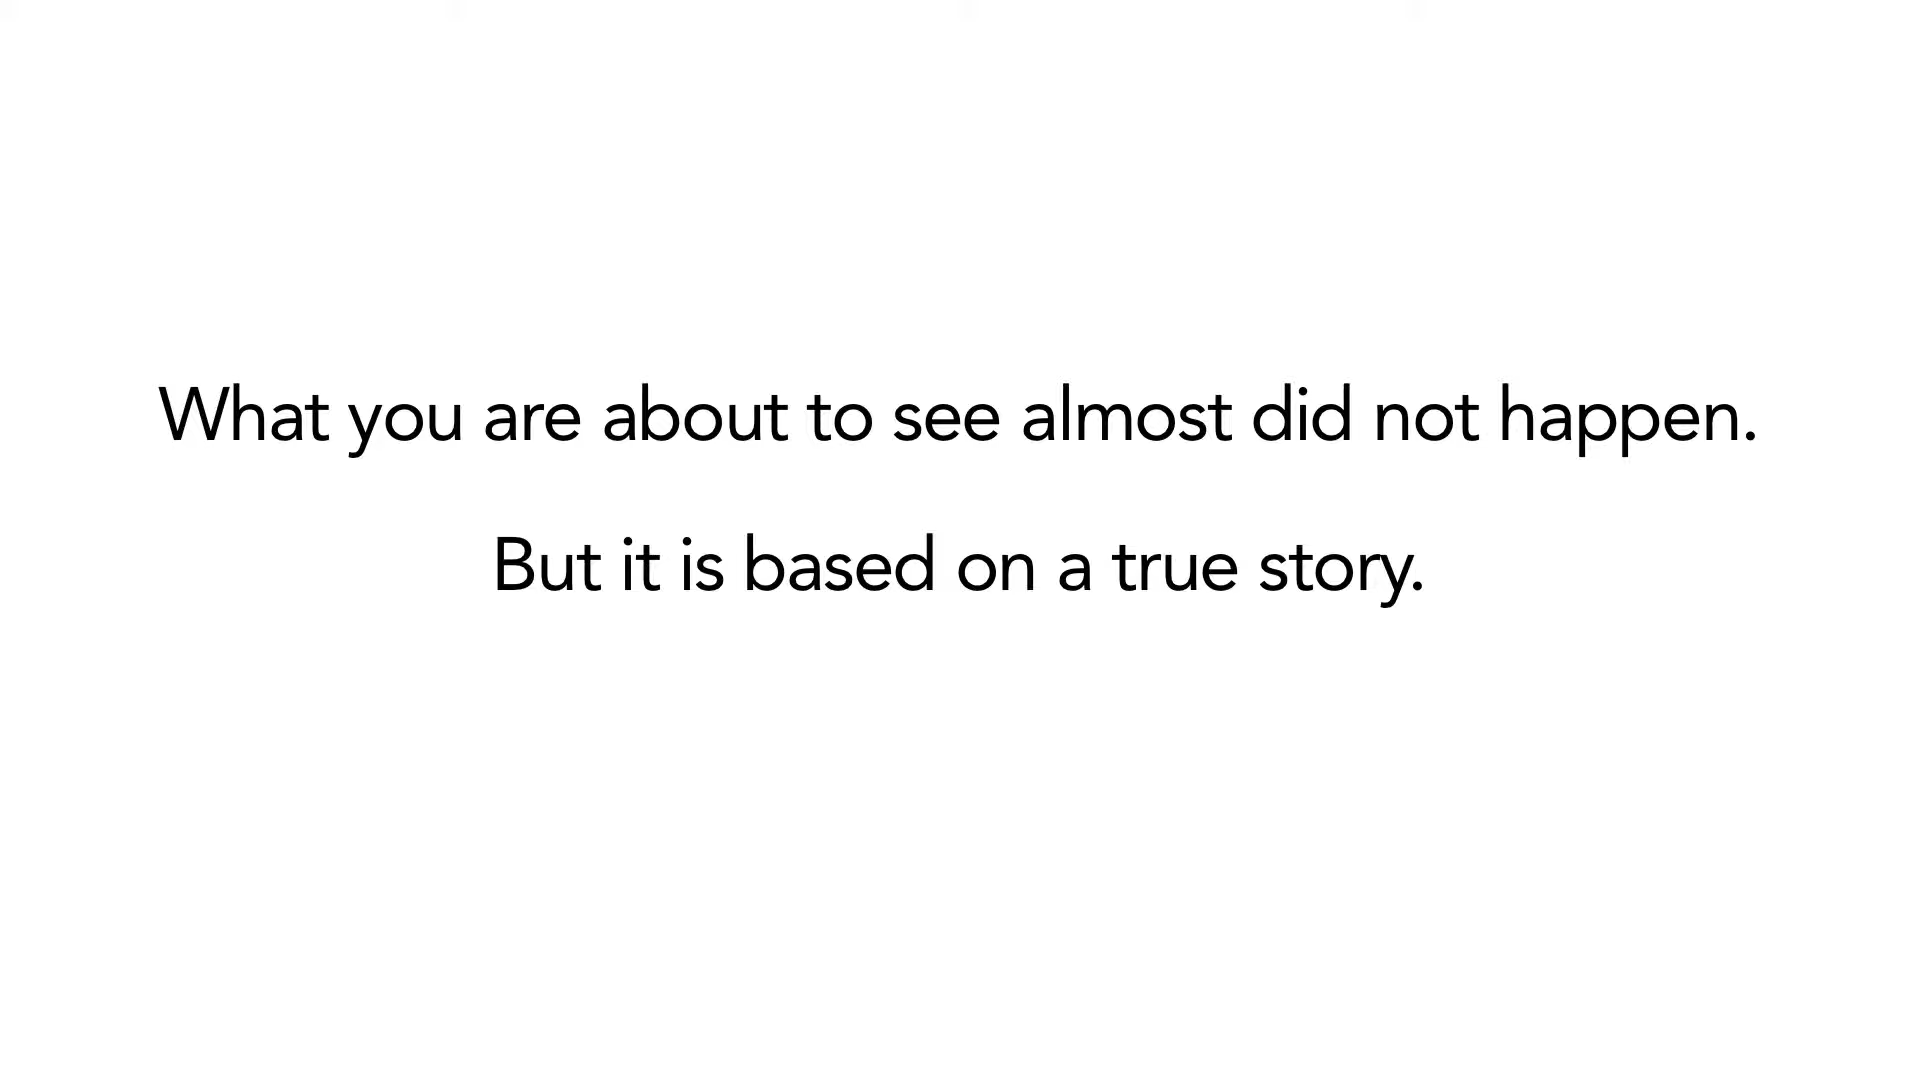 What you are about to see almost did not happen.
But it is based on a true story.